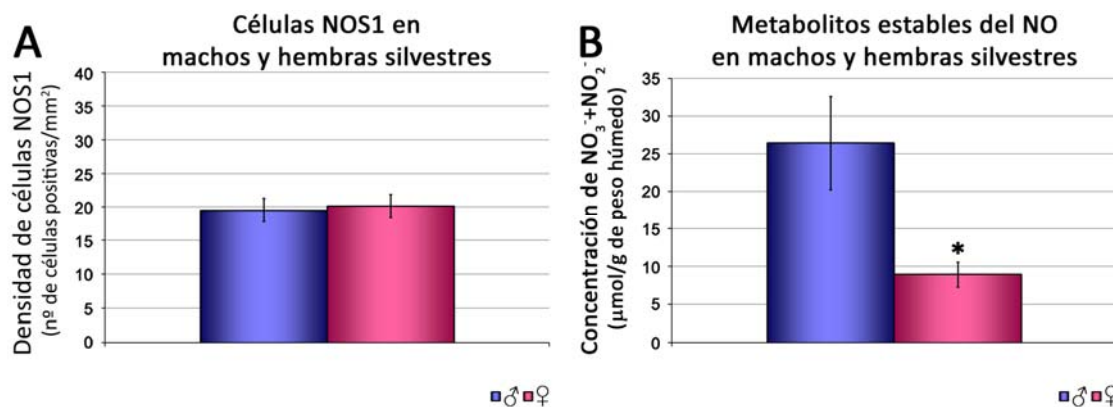 A
Células NOS1 en
machos y hembras silvestres
Densidad de células NOS1
(nº de células positivas/mm²)
40
35
30
25
20
15
10
5
0
♂ ♀
B
Metabolitos estables del NO
en machos y hembras silvestres
Concentración de NO₃⁻+NO₂⁻
(µmol/g de peso húmedo)
35
30
25
20
15
10
5
0
*
♂ ♀